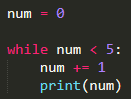 num = 0

while num < 5:
    num += 1
    print(num)